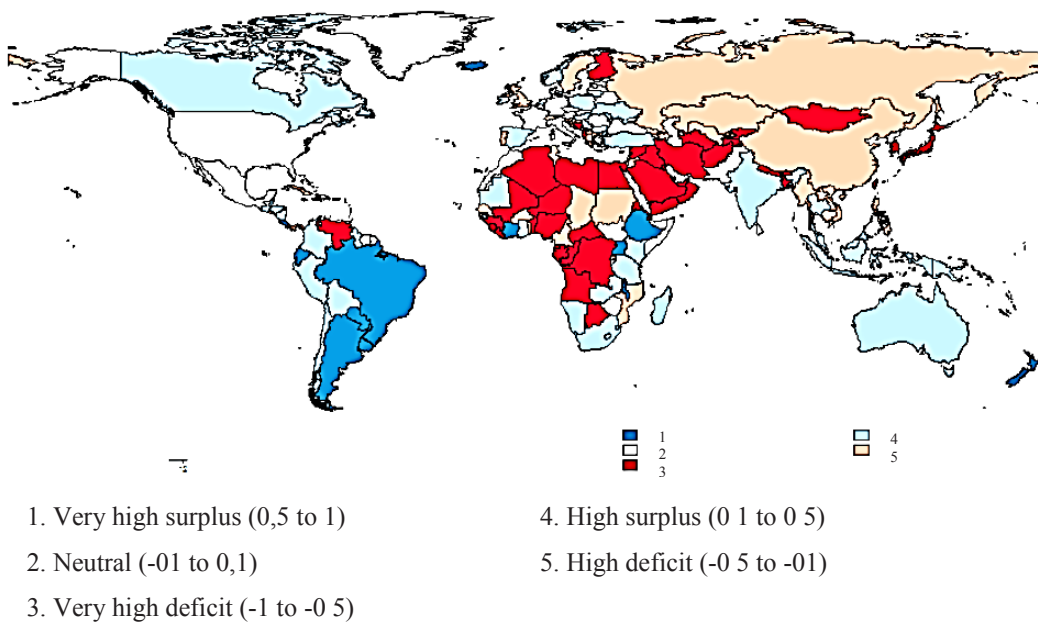 1
2
3
4
5
1. Very high surplus (0,5 to 1)
2. Neutral (-01 to 0,1)
3. Very high deficit (-1 to -0 5)
4. High surplus (0 1 to 0 5)
5. High deficit (-0 5 to -01)